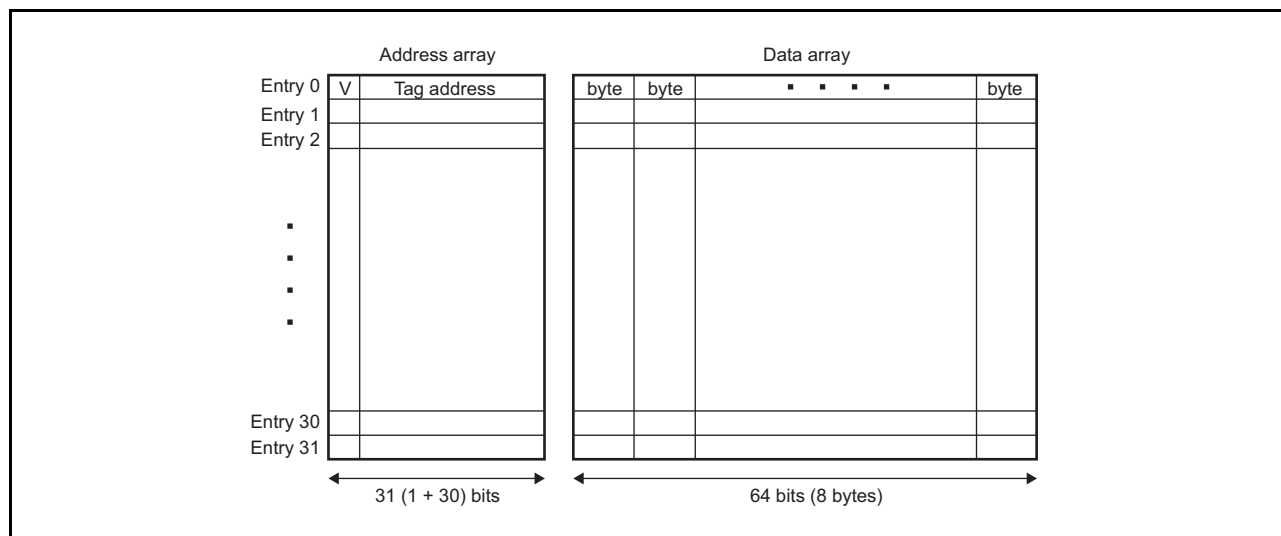 Address array Data array
Entry 0 V Tag address byte byte byte
Entry 1
Entry 2
Entry 30
Entry 31
31 (1 + 30) bits 64 bits (8 bytes)